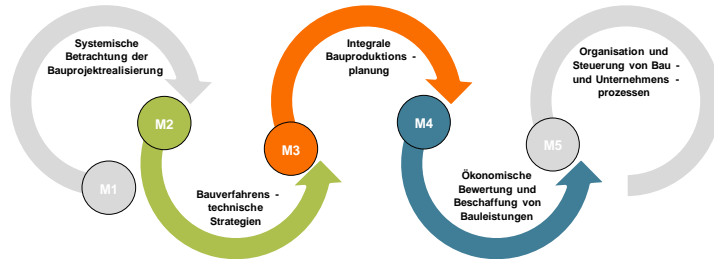 Systemische
Betrachtung der
Bauprojektrealisierung
M1
M2
Bauverfahrens -
technische
Strategien
Integrale
Bauproduktions -
planung
M3
M4
Ökonomische
Bewertung und
Beschaffung von
Bauleistungen
Organisation und
Steuerung von Bau -
und Unternehmens -
prozessen
M5